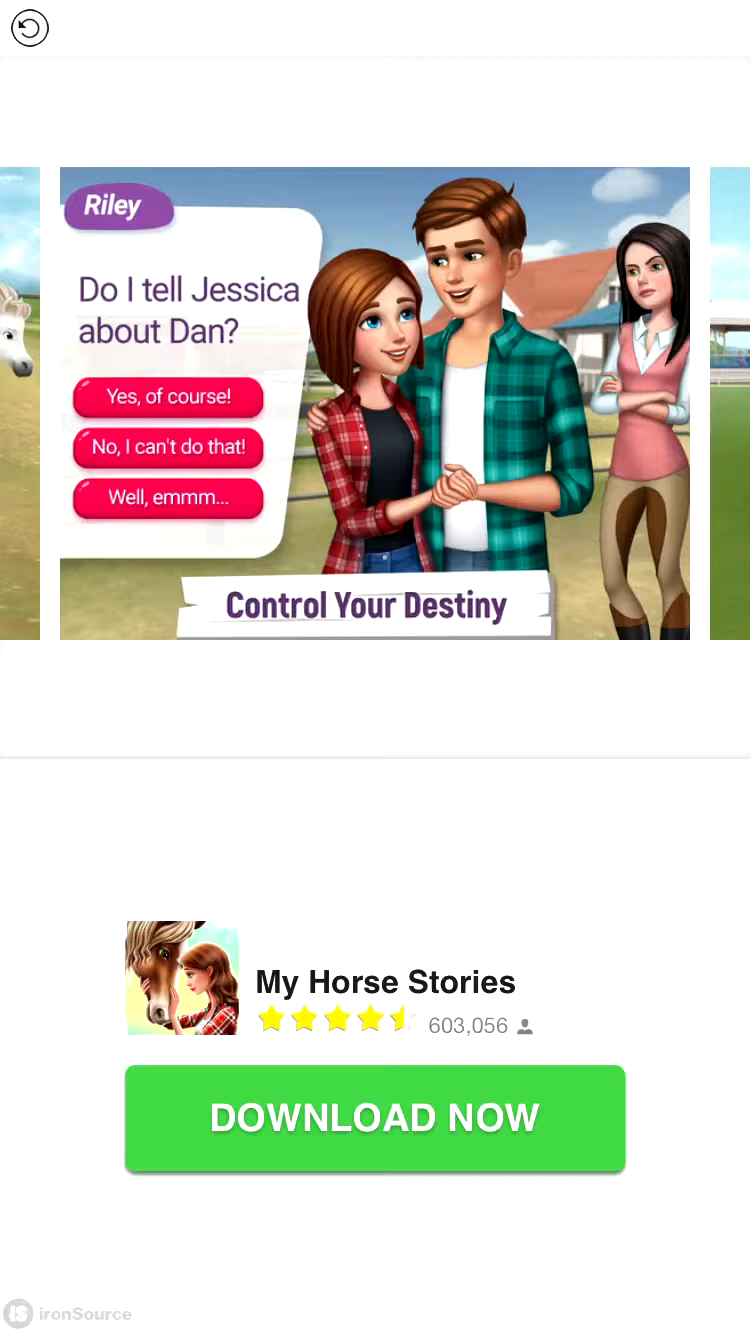 Riley
Do I tell Jessica
about Dan?
Yes, of course!
No, I can't do that!
Well, emmm...
Control Your Destiny
My Horse Stories
603,056
DOWNLOAD NOW
IS ironSource